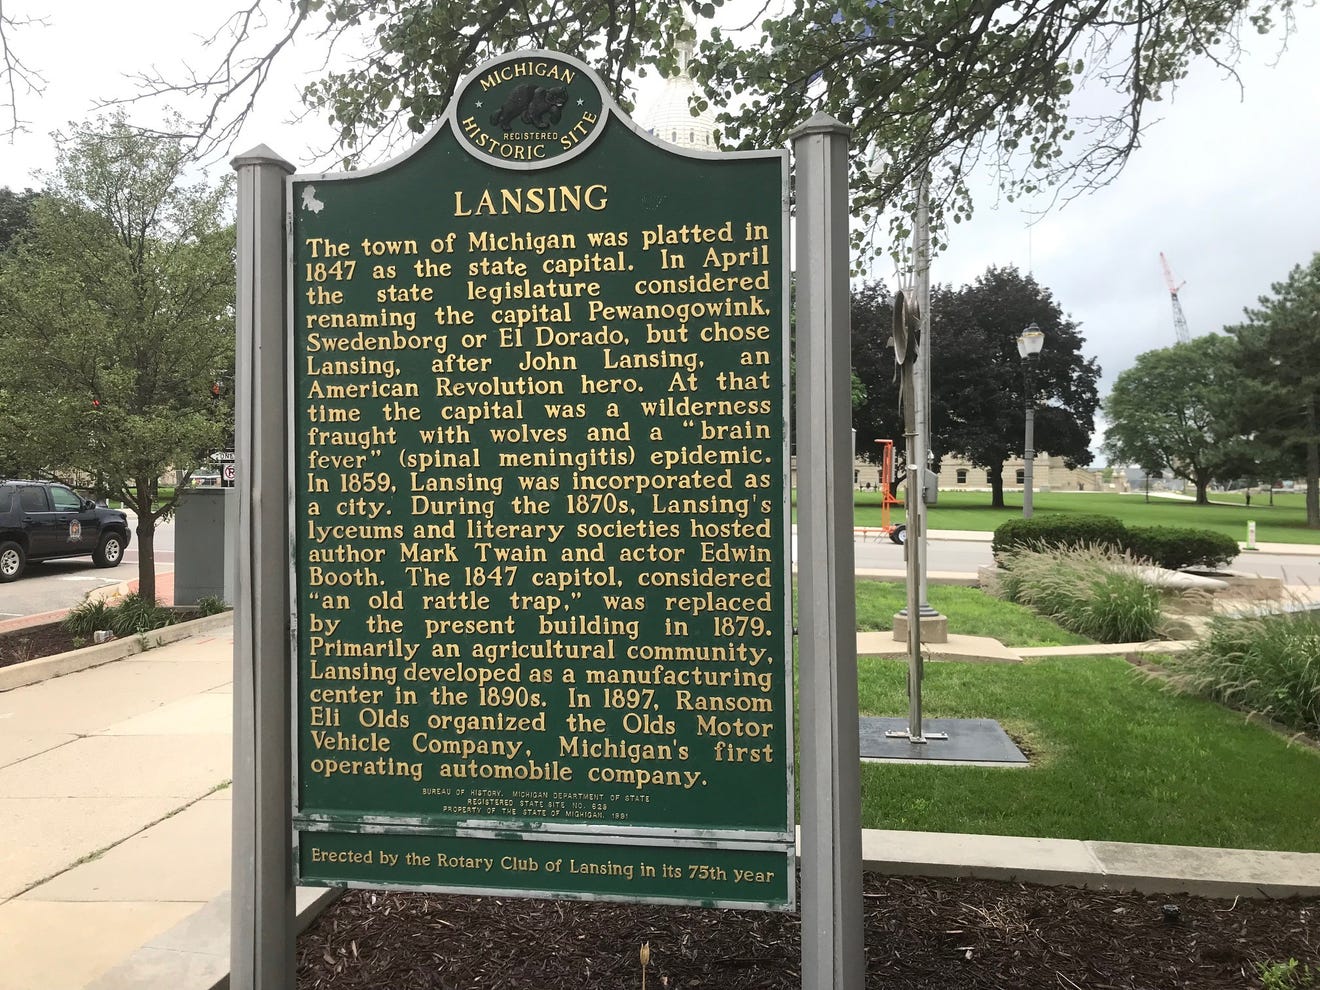 MICHIGAN
REGISTERED
HISTORIC SITE
LANSING
The town of Michigan was platted in
1847 as the state capital. In April
the state legislature considered
renaming the capital Pewanogowink,
Swedenborg or El Dorado, but chose
Lansing, after John Lansing, an
American Revolution hero. At that
time the capital was a wilderness
fraught with wolves and a “brain
fever” (spinal meningitis) epidemic.
In 1859, Lansing was incorporated as
a city. During the 1870s, Lansing's
lyceums and literary societies hosted
author Mark Twain and actor Edwin
Booth. The 1847 capitol, considered
“an old rattle trap,” was replaced
by the present building in 1879.
Primarily an agricultural community,
Lansing developed as a manufacturing
center in the 1890s. In 1897, Ransom
Eli Olds organized the Olds Motor
Vehicle Company, Michigan's first
operating automobile company.
BUREAU OF HISTORY, MICHIGAN DEPARTMENT OF STATE
REGISTERED STATE SITE NO. 629
PROPERTY OF THE STATE OF MICHIGAN, 1991
Erected by the Rotary Club of Lansing in its 75th year